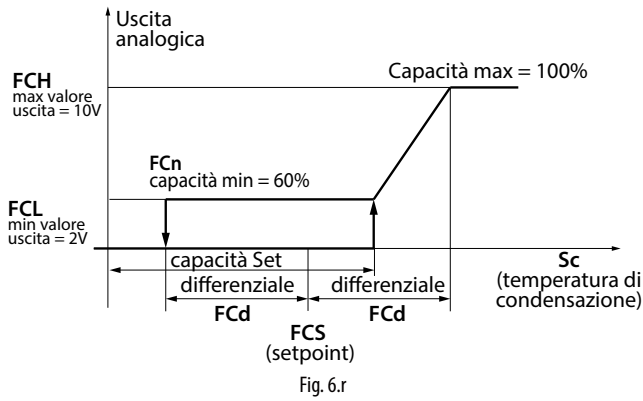 Uscita
analogica
FCH
max valore
uscita = 10V
Capacità max = 100%
FCn
capacità min = 60%
FCL
min valore
uscita = 2V
capacità Set
Sc
(temperatura di
condensazione)
differenziale
differenziale
FCd
FCd
FCS
(setpoint)
Fig. 6.r